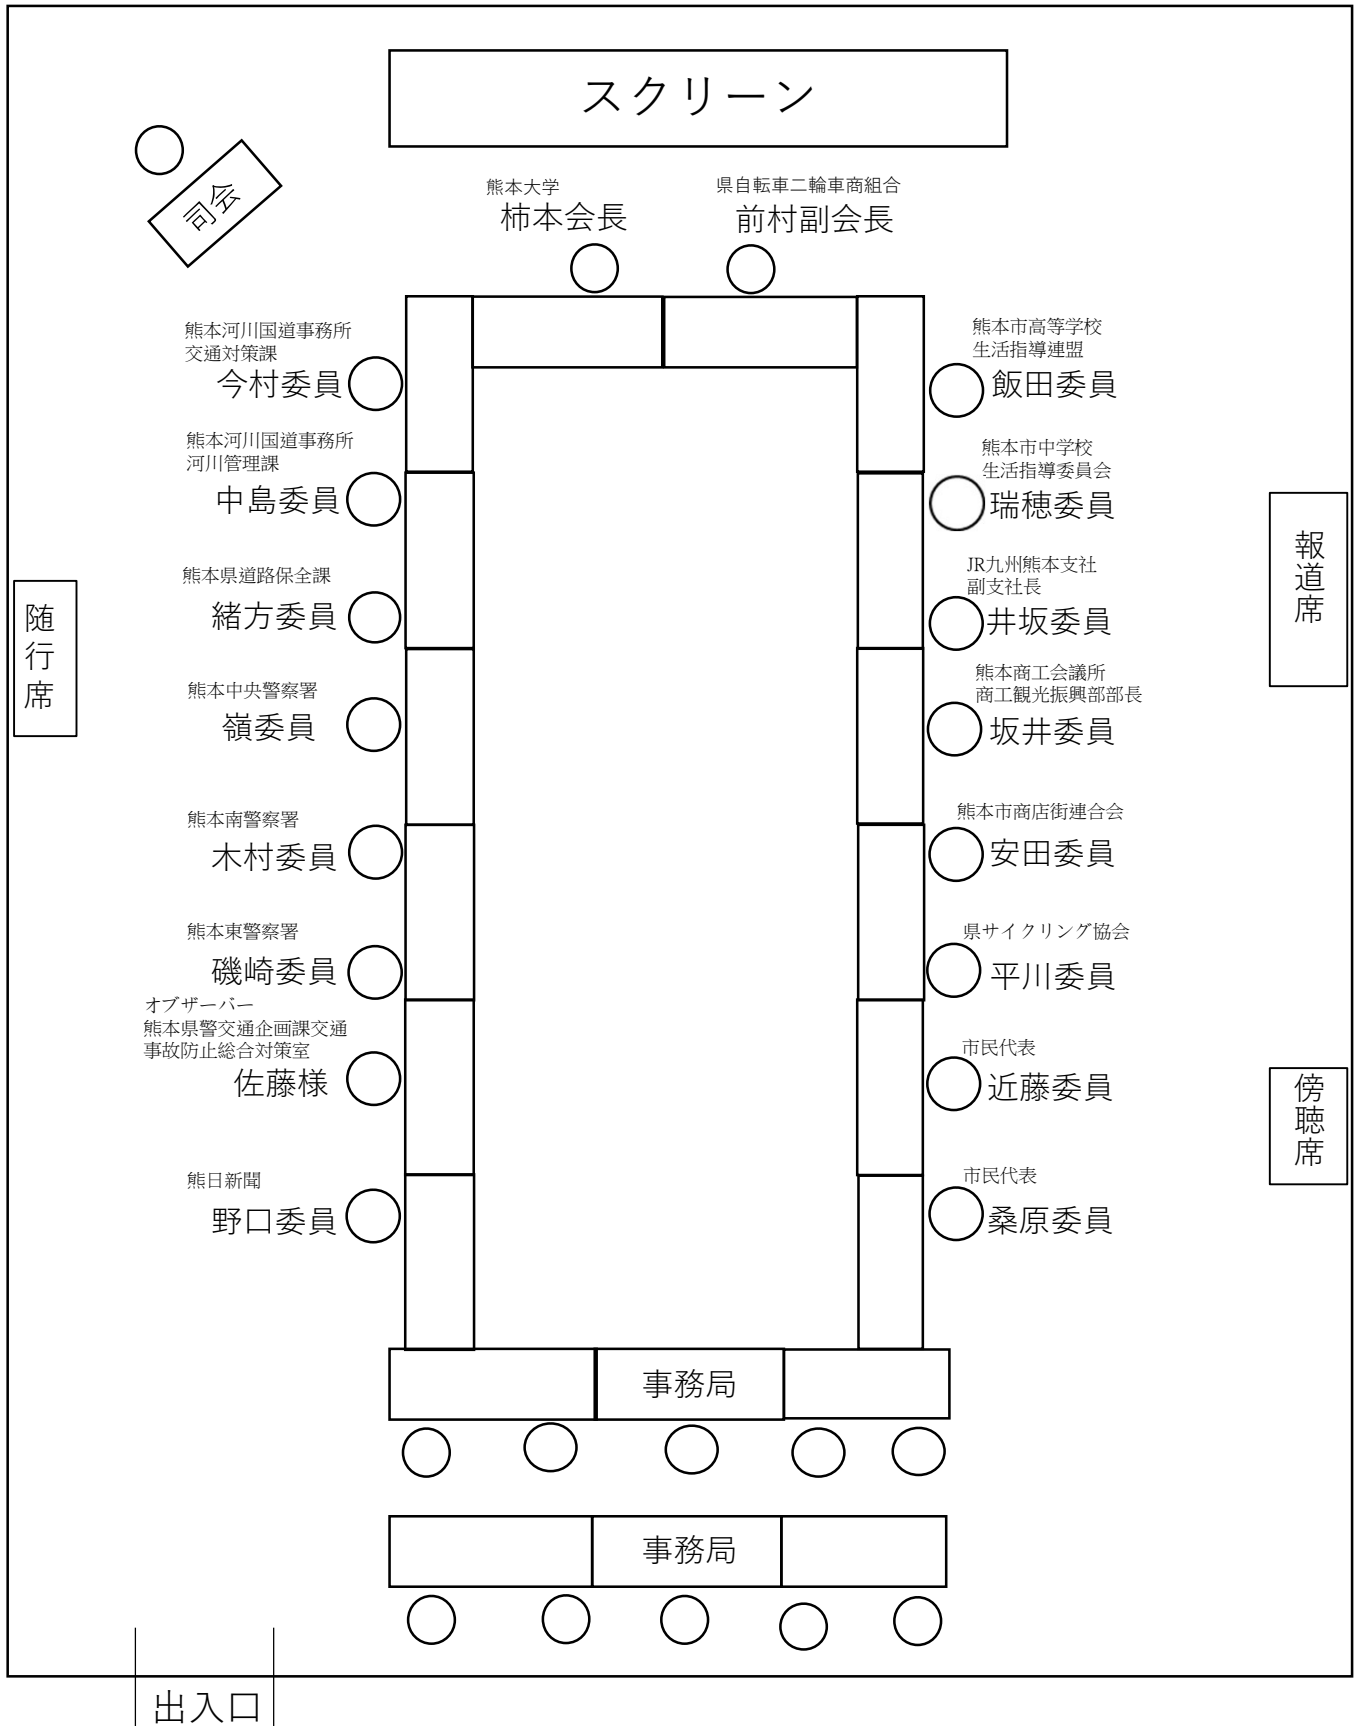 スクリーン
司会
熊本大学
柿本会長
県自転車二輪車商組合
前村副会長
熊本河川国道事務所
交通対策課
今村委員
熊本河川国道事務所
河川管理課
中島委員
熊本県道路保全課
緒方委員
熊本中央警察署
嶺委員
熊本南警察署
木村委員
熊本東警察署
磯崎委員
オブザーバー
熊本県警交通企画課交通
事故防止総合対策室
佐藤様
熊日新聞
野口委員
熊本市高等学校
生活指導連盟
飯田委員
熊本市中学校
生活指導委員会
瑞穂委員
JR九州熊本支社
副支社長
井坂委員
熊本商工会議所
商工観光振興部部長
坂井委員
熊本市商店街連合会
安田委員
県サイクリング協会
平川委員
市民代表
近藤委員
市民代表
桑原委員
随行席
報道席
傍聴席
事務局
事務局
出入口